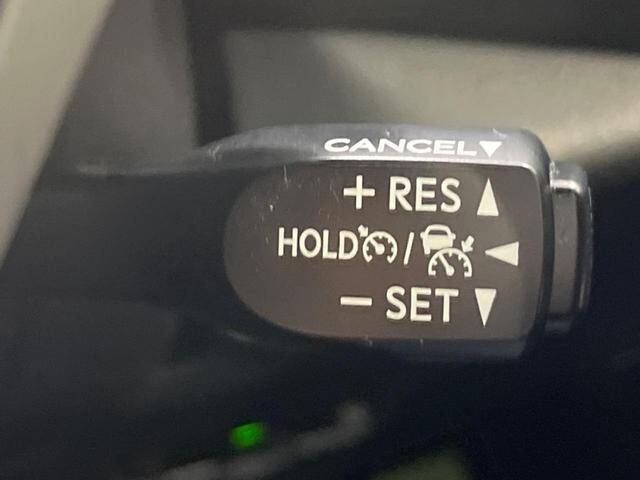 CANCEL▼
+ RES ▲
HOLD / ◀
− SET ▼